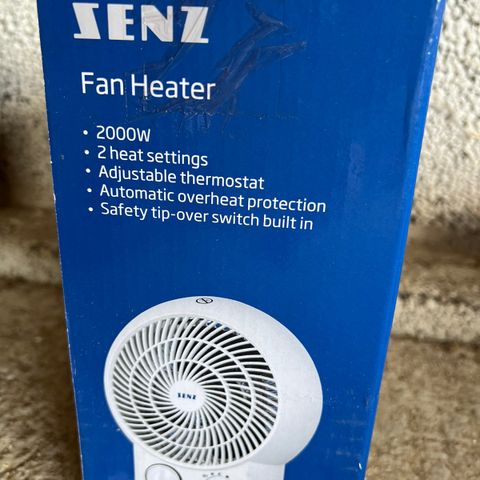 SENZ
Fan Heater
• 2000W
• 2 heat settings
• Adjustable thermostat
• Automatic overheat protection
• Safety tip-over switch built in
SENZ